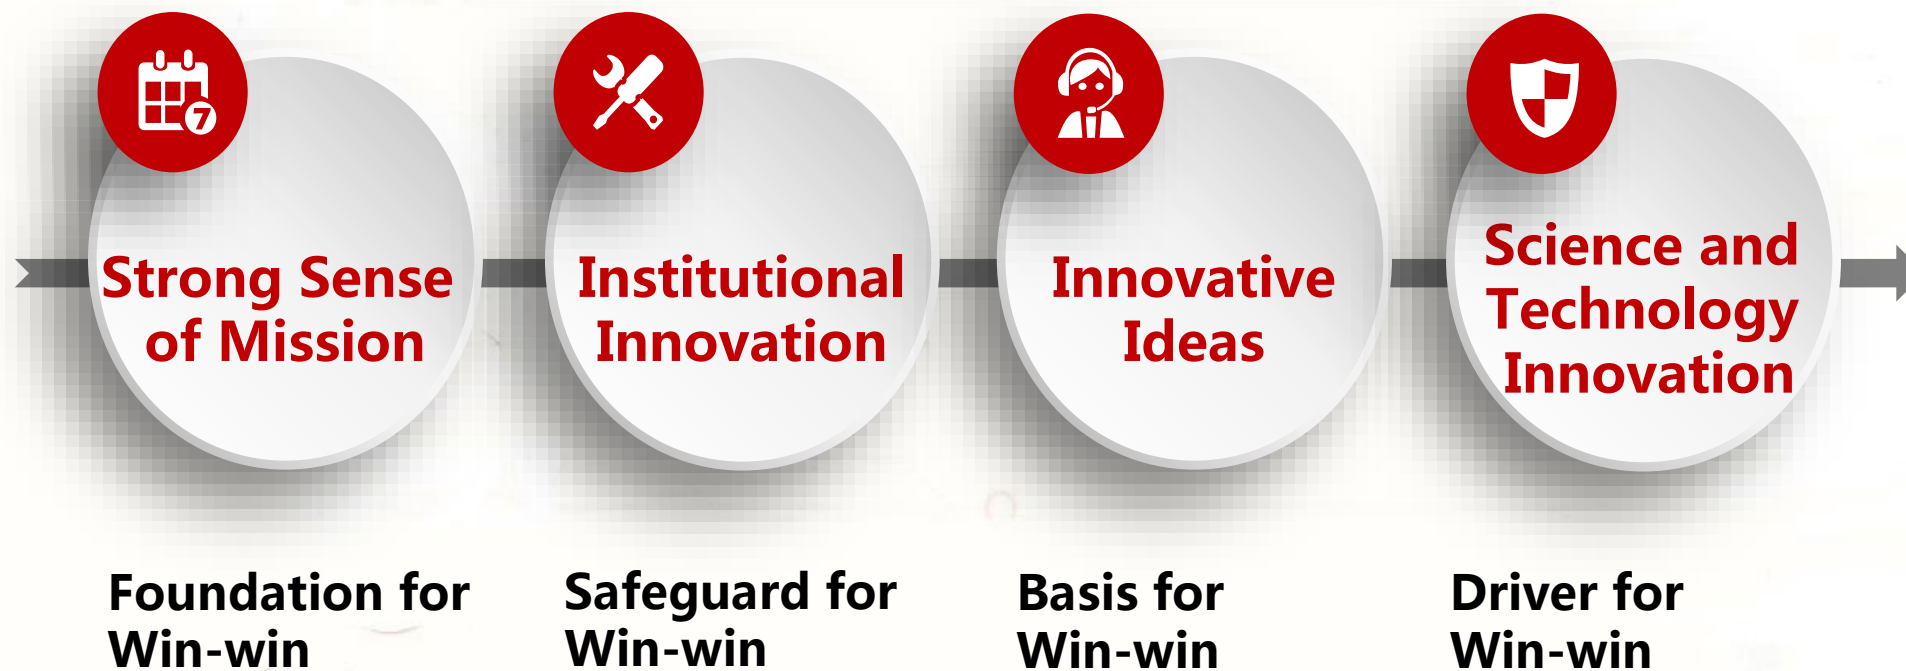 7
Strong Sense
of Mission
Institutional
Innovation
Innovative
Ideas
Science and
Technology
Innovation
Foundation for
Win-win
Safeguard for
Win-win
Basis for
Win-win
Driver for
Win-win